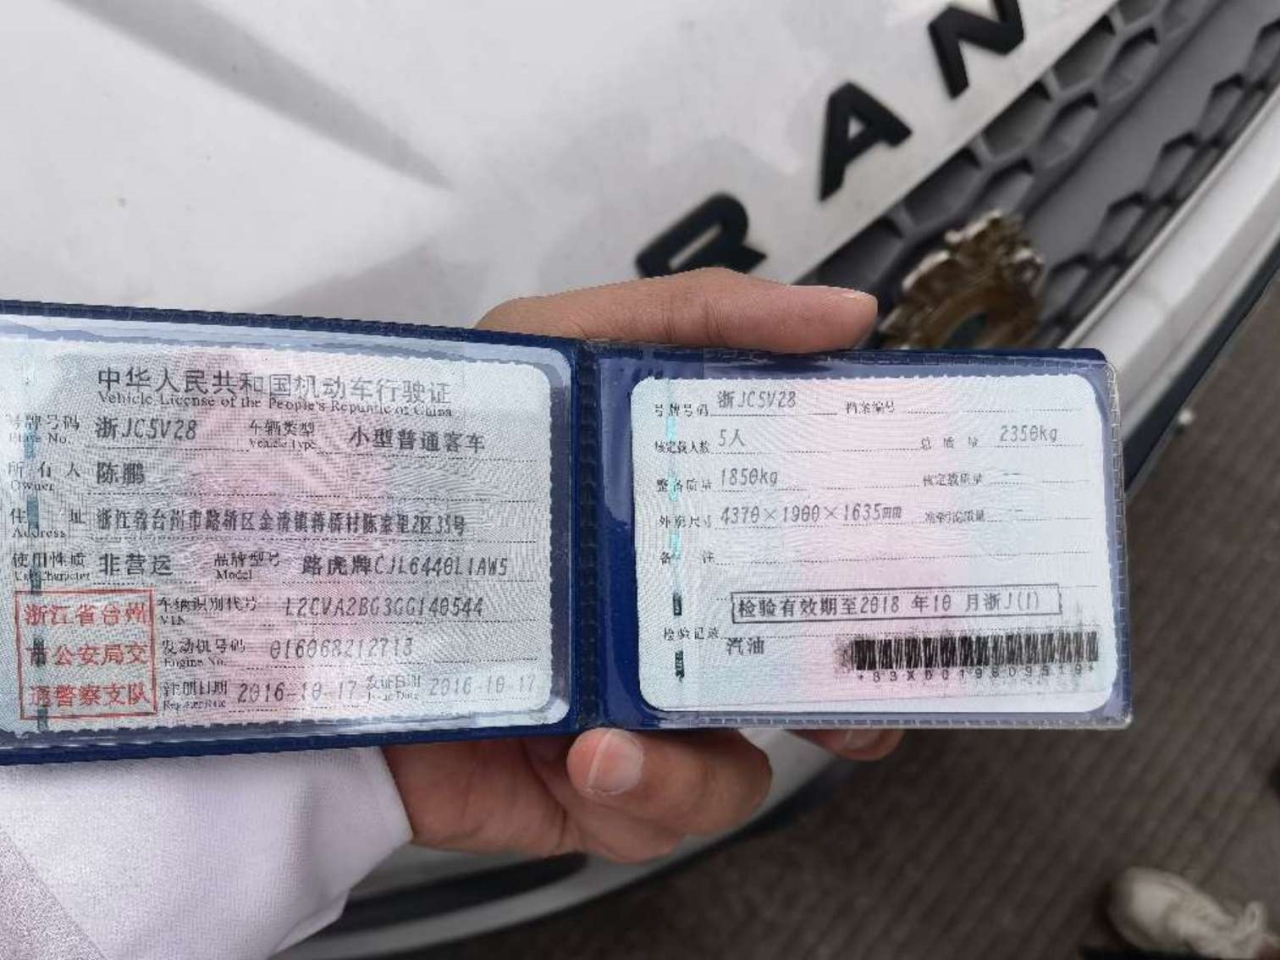 RAN
中华人民共和国机动车行驶证
Vehicle License of the People's Republic of China
号牌号码 浙JC5V28 车辆类型 小型普通客车
Plate No. Vehicle Type
所有人 陈鹏
Owner
住址 浙江省台州市路桥区金清镇蒋桥村陈家里2区35号
Address
使用性质 非营运 品牌型号 路虎牌CJL6440L1AW5
Use Character Model
浙江省台州
市公安局交
通警察支队
车辆识别代号 L2CVA2BG3GG140544
VIN
发动机号码 016068212713
Engine No.
注册日期 2016-10-17 发证日期 2016-10-17
Register Date Issue Date
号牌号码 浙JC5V28 档案编号
核定载人数 5人 总质量 2350kg
整备质量 1850kg 核定载质量
外廓尺寸 4370×1900×1635mm 准牵引总质量
备注
检验有效期至2018 年10 月浙J(1)
检验记录
汽油